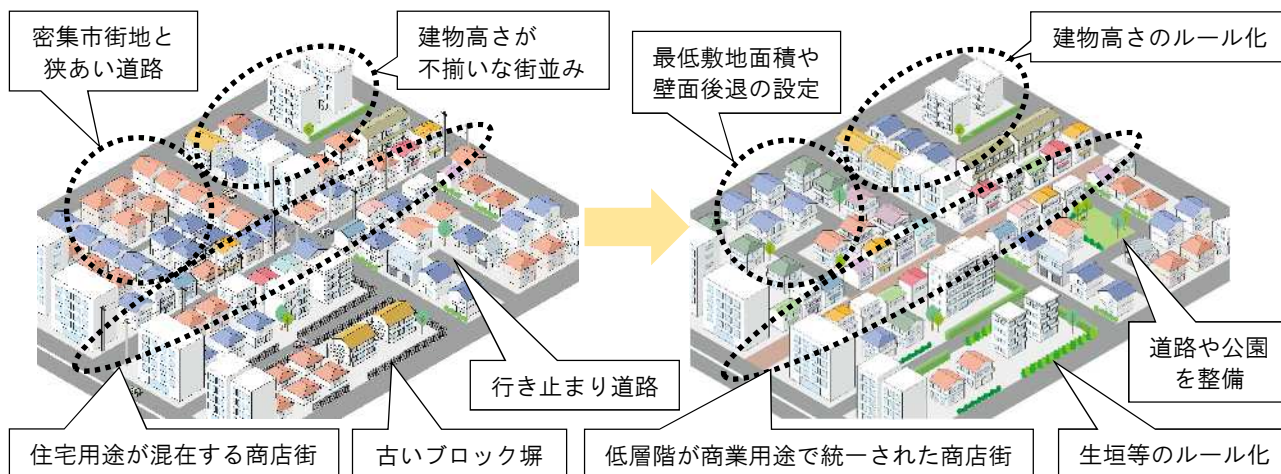 密集市街地と
狭あい道路
建物高さが
不揃いな街並み
住宅用途が混在する商店街
古いブロック塀
行き止まり道路
最低敷地面積や
壁面後退の設定
建物高さのルール化
道路や公園
を整備
低層階が商業用途で統一された商店街
生垣等のルール化